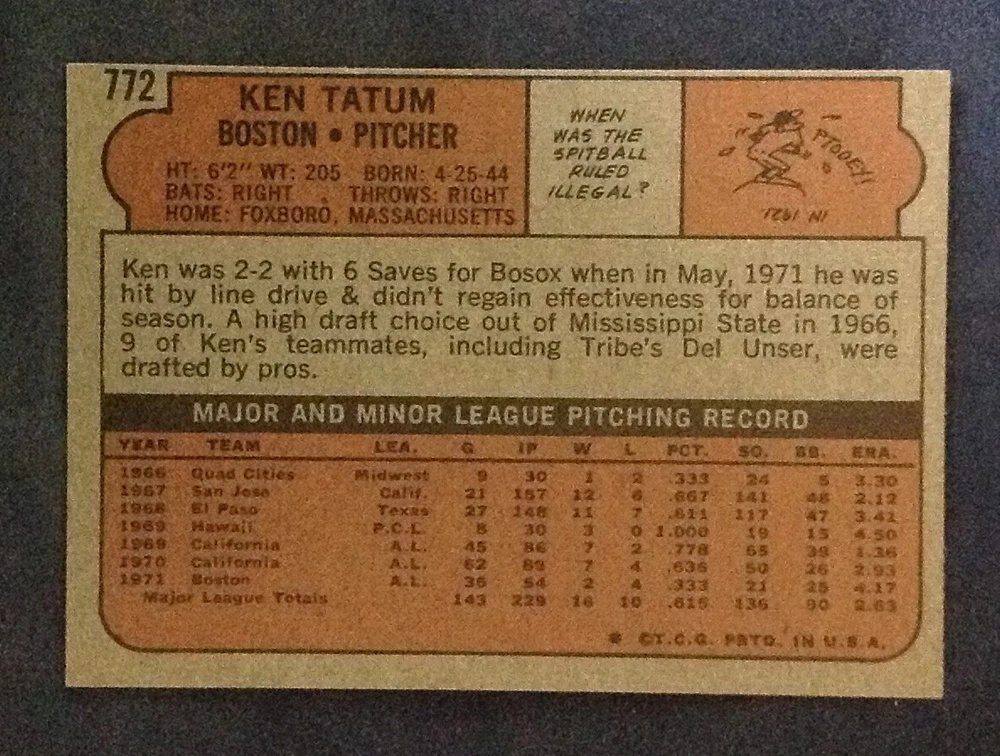 772
KEN TATUM
BOSTON • PITCHER
HT: 6'2" WT: 205 BORN: 4-25-44
BATS: RIGHT THROWS: RIGHT
HOME: FOXBORO, MASSACHUSETTS
WHEN
WAS THE
SPITBALL
RULED
ILLEGAL?
PTOOEY!!
IN 1921
Ken was 2-2 with 6 Saves for Bosox when in May, 1971 he was
hit by line drive & didn't regain effectiveness for balance of
season. A high draft choice out of Mississippi State in 1966,
9 of Ken's teammates, including Tribe's Del Unser, were
drafted by pros.
MAJOR AND MINOR LEAGUE PITCHING RECORD
YEAR TEAM LEA. G IP W L PCT. SO. BB. ERA.
1966 Quad Cities Midwest 9 30 1 2 .333 24 5 3.30
1967 San Jose Calif. 21 157 12 6 .667 141 48 2.12
1968 El Paso Texas 27 148 11 7 .611 117 47 3.41
1969 Hawaii P.C.L. 8 30 3 0 1.000 19 15 4.50
1969 California A.L. 45 86 7 2 .778 65 39 1.36
1970 California A.L. 62 89 7 4 .636 50 26 2.93
1971 Boston A.L. 36 54 2 4 .333 21 25 4.17
Major League Totals 143 229 16 10 .615 136 90 2.63
* ©T.C.G. PRTD. IN U.S.A.